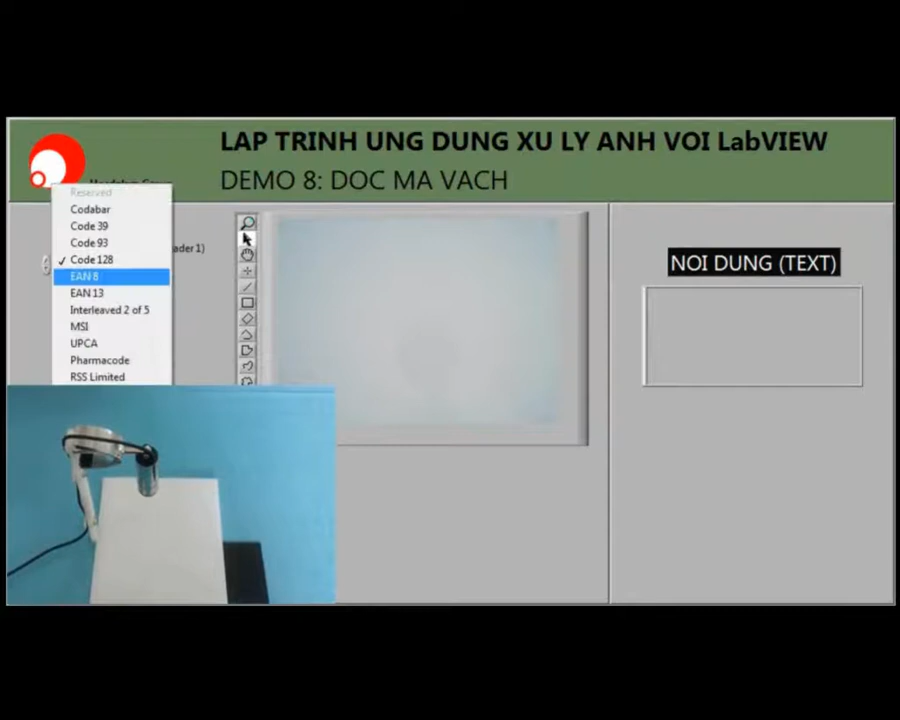 LAP TRINH UNG DUNG XU LY ANH VOI LabVIEW
DEMO 8: DOC MA VACH
Reserved
Codabar
Code 39
Code 93
ader 1)
✓ Code 128
EAN 8
EAN 13
Interleaved 2 of 5
MSI
UPCA
Pharmacode
RSS Limited
NOI DUNG (TEXT)